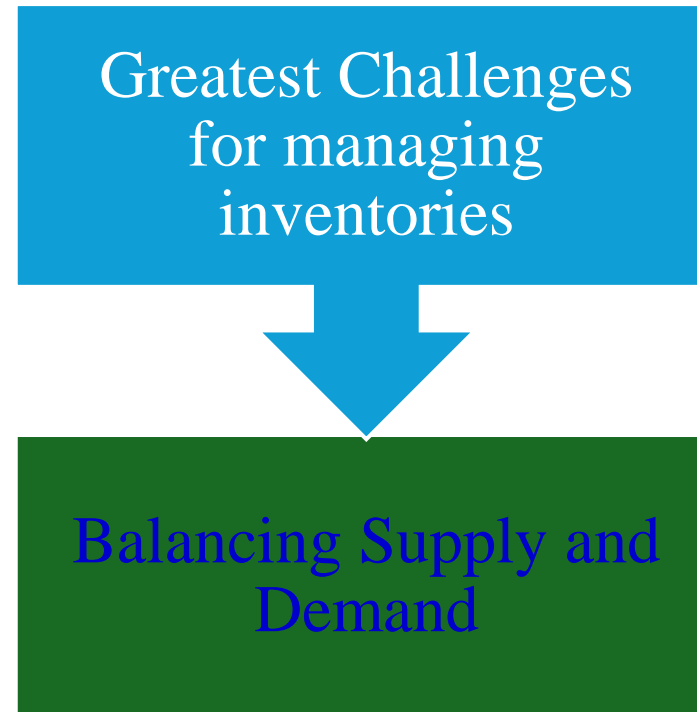 Greatest Challenges
for managing
inventories
Balancing Supply and
Demand